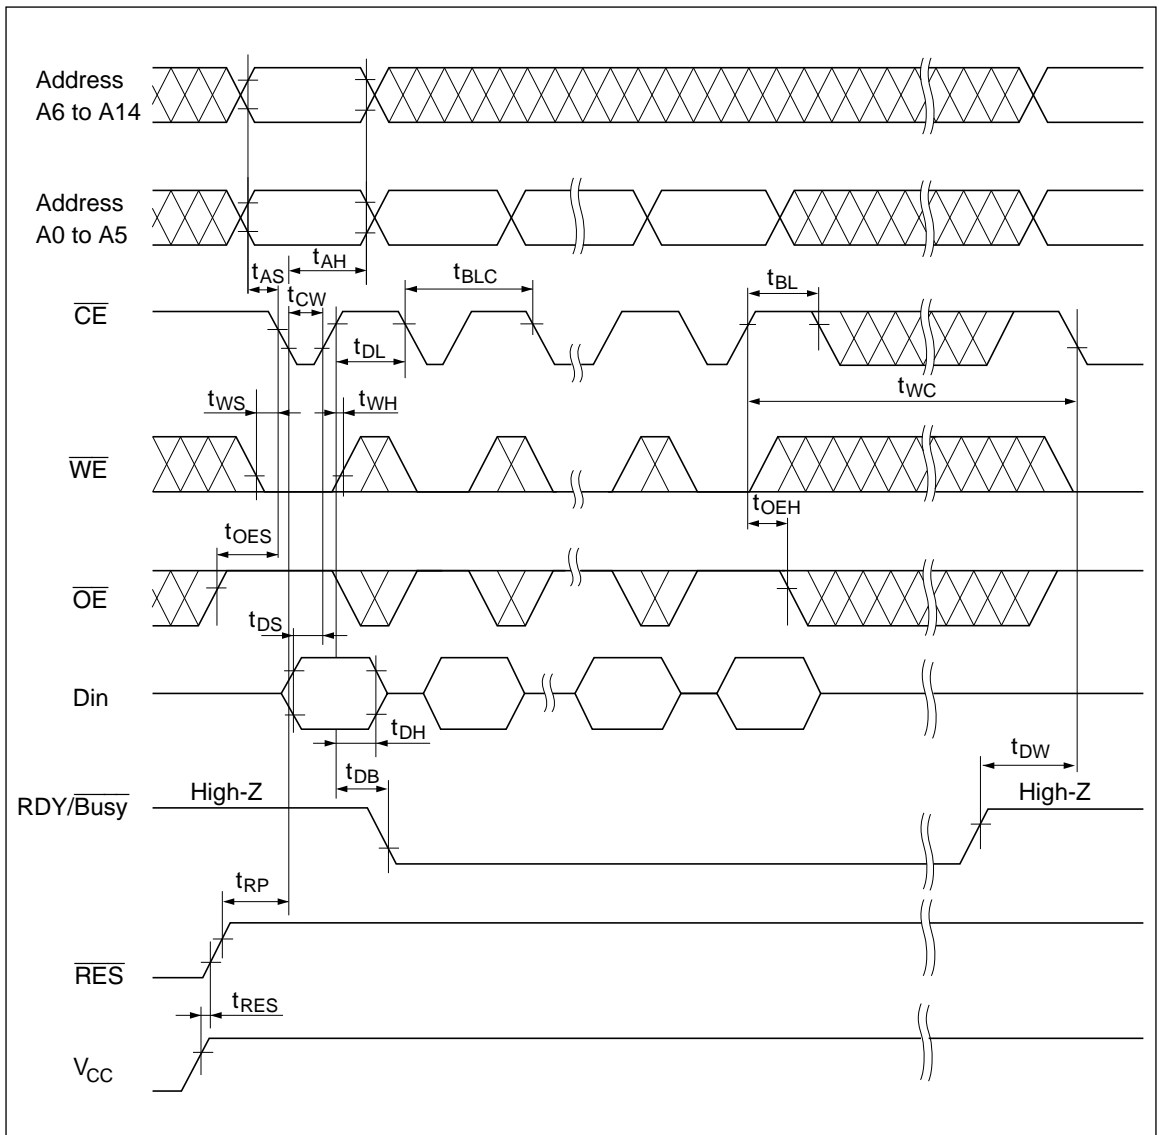 Address
A6 to A14
Address
A0 to A5
tAS
tAH
tBLC
tBL
CE
tCW
tDL
tWC
tWS
tWH
WE
tOES
tOEH
OE
tDS
Din
tDH
tDB
tDW
RDY/Busy
High-Z
High-Z
tRP
RES
tRES
VCC